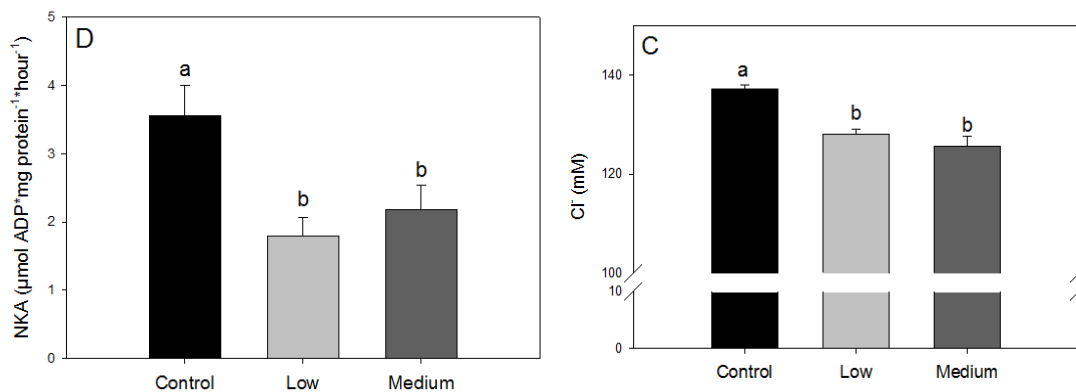 D
NKA (µmol ADP*mg protein⁻¹*hour⁻¹)
5
4
3
2
1
0
a
b
b
Control Low Medium
C
Cl⁻ (mM)
140
120
100
10
0
a
b
b
Control Low Medium